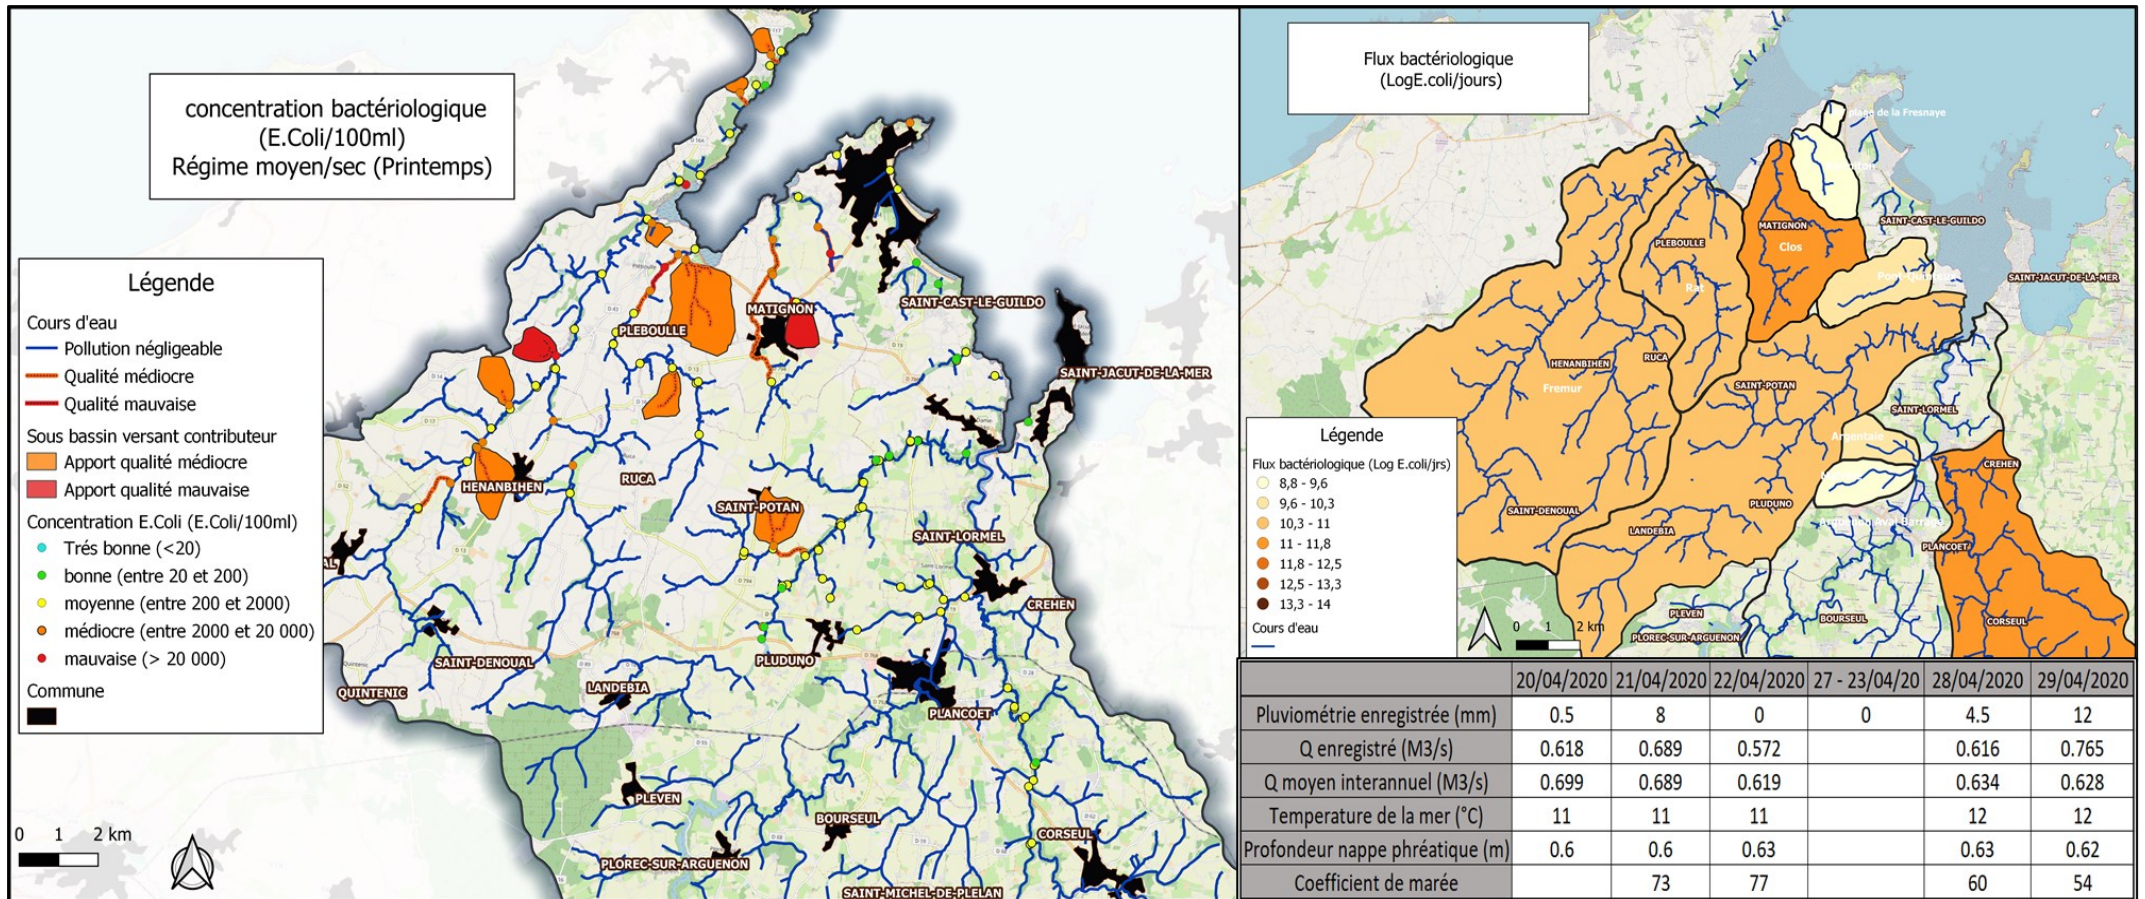 concentration bactériologique
(E.Coli/100ml)
Régime moyen/sec (Printemps)
Légende
Cours d'eau
Pollution négligeable
Qualité médiocre
Qualité mauvaise
Sous bassin versant contributeur
Apport qualité médiocre
Apport qualité mauvaise
Concentration E.Coli (E.Coli/100ml)
Trés bonne (<20)
bonne (entre 20 et 200)
moyenne (entre 200 et 2000)
médiocre (entre 2000 et 20 000)
mauvaise (> 20 000)
Commune
0 1 2 km
SAINT-CAST-LE-GUILDO
MATIGNON
PLEBOULLE
SAINT-JACUT-DE-LA-MER
HENANBIHEN
RUCA
SAINT-POTAN
SAINT-LORMEL
CREHEN
SAINT-DENOUAL
PLUDUNO
QUINTENIC
LANDEBIA
PLANCOET
PLEVEN
BOURSEUL
CORSEUL
PLOREC-SUR-ARGUENON
SAINT-MICHEL-DE-PLELAN
Flux bactériologique
(LogE.coli/jours)
plage de la Fresnaye
SAINT-CAST-LE-GUILDO
MATIGNON
Clos
PLEBOULLE
Rat
SAINT-JACUT-DE-LA-MER
HENANBIHEN
RUCA
Fremur
SAINT-POTAN
SAINT-LORMEL
Argentaie
CREHEN
SAINT-DENOUAL
PLUDUNO
LANDEBIA
Arguenon Aval Barrage
PLANCOET
PLEVEN
BOURSEUL
CORSEUL
PLOREC-SUR-ARGUENON
Légende
Flux bactériologique (Log E.coli/jrs)
8,8 - 9,6
9,6 - 10,3
10,3 - 11
11 - 11,8
11,8 - 12,5
12,5 - 13,3
13,3 - 14
Cours d'eau
0 1 2 km
20/04/2020 21/04/2020 22/04/2020 27 - 23/04/20 28/04/2020 29/04/2020
Pluviométrie enregistrée (mm) 0.5 8 0 0 4.5 12
Q enregistré (M3/s) 0.618 0.689 0.572 0.616 0.765
Q moyen interannuel (M3/s) 0.699 0.689 0.619 0.634 0.628
Temperature de la mer (°C) 11 11 11 12 12
Profondeur nappe phréatique (m) 0.6 0.6 0.63 0.63 0.62
Coefficient de marée 73 77 60 54